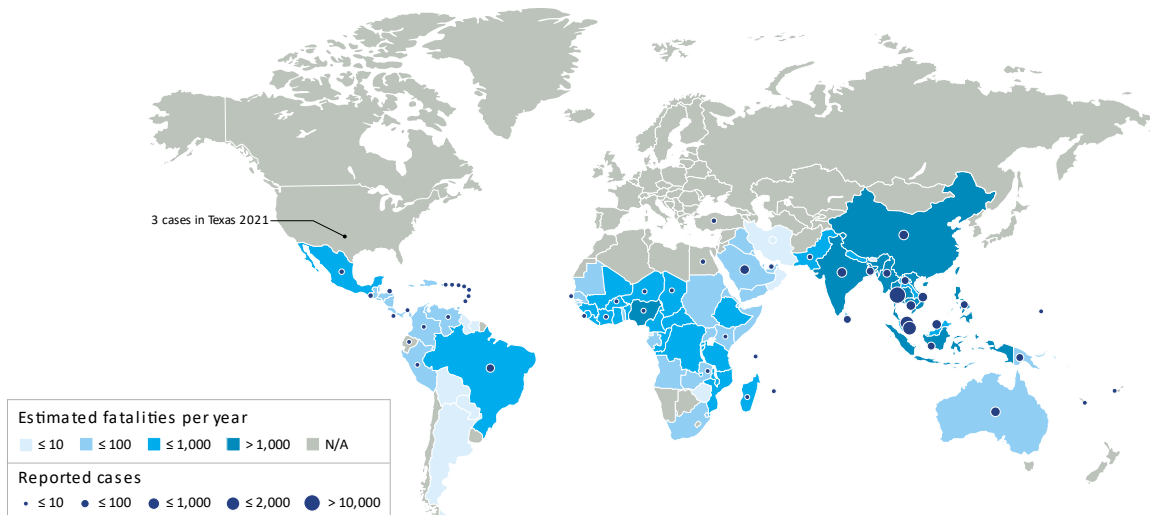 3 cases in Texas 2021
Estimated fatalities per year
≤ 10 ≤ 100 ≤ 1,000 > 1,000 N/A
Reported cases
≤ 10 ≤ 100 ≤ 1,000 ≤ 2,000 > 10,000